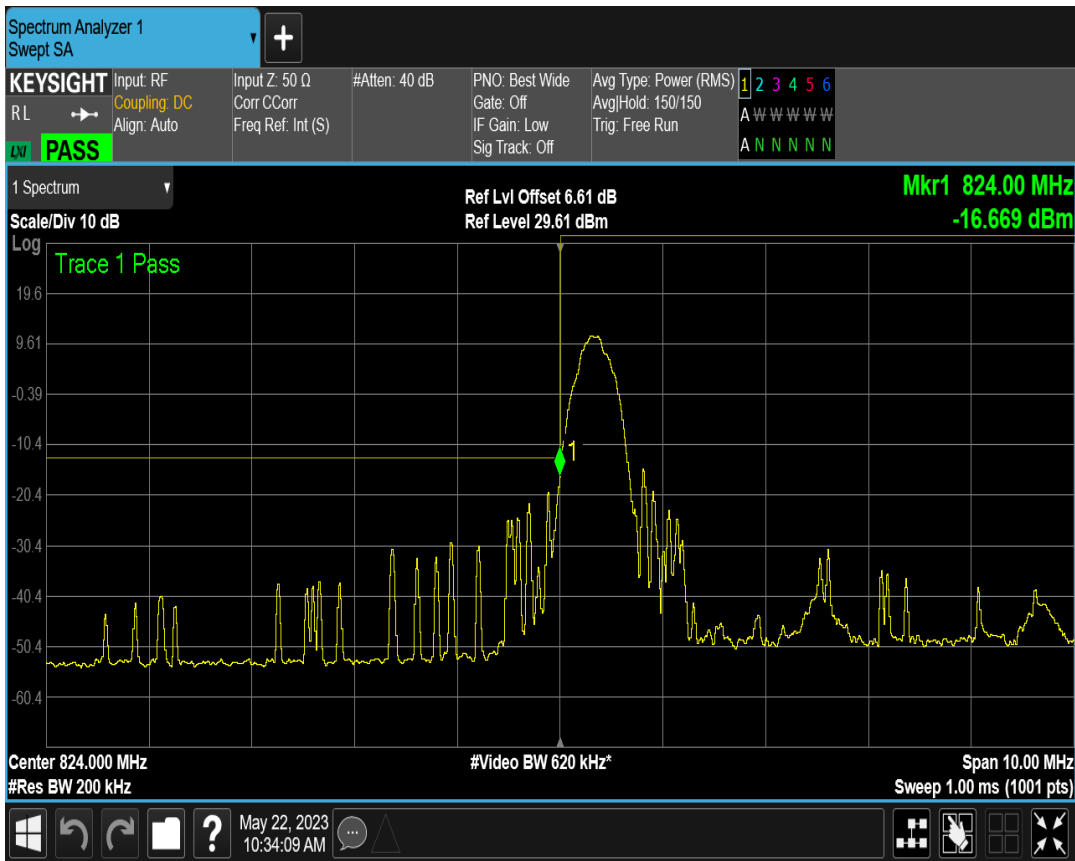 Spectrum Analyzer 1
Swept SA
+
KEYSIGHT
RL
LXI
PASS
Input: RF
Coupling: DC
Align: Auto
Input Z: 50 Ω
Corr CCorr
Freq Ref: Int (S)
#Atten: 40 dB
PNO: Best Wide
Gate: Off
IF Gain: Low
Sig Track: Off
Avg Type: Power (RMS)
Avg|Hold: 150/150
Trig: Free Run
1 2 3 4 5 6
A W W W W W
A N N N N N
1 Spectrum
Scale/Div 10 dB
Ref Lvl Offset 6.61 dB
Ref Level 29.61 dBm
Mkr1 824.00 MHz
-16.669 dBm
Log
Trace 1 Pass
19.6
9.61
-0.39
-10.4
1
-20.4
-30.4
-40.4
-50.4
-60.4
Center 824.000 MHz
#Res BW 200 kHz
#Video BW 620 kHz*
Span 10.00 MHz
Sweep 1.00 ms (1001 pts)
?
May 22, 2023
10:34:09 AM